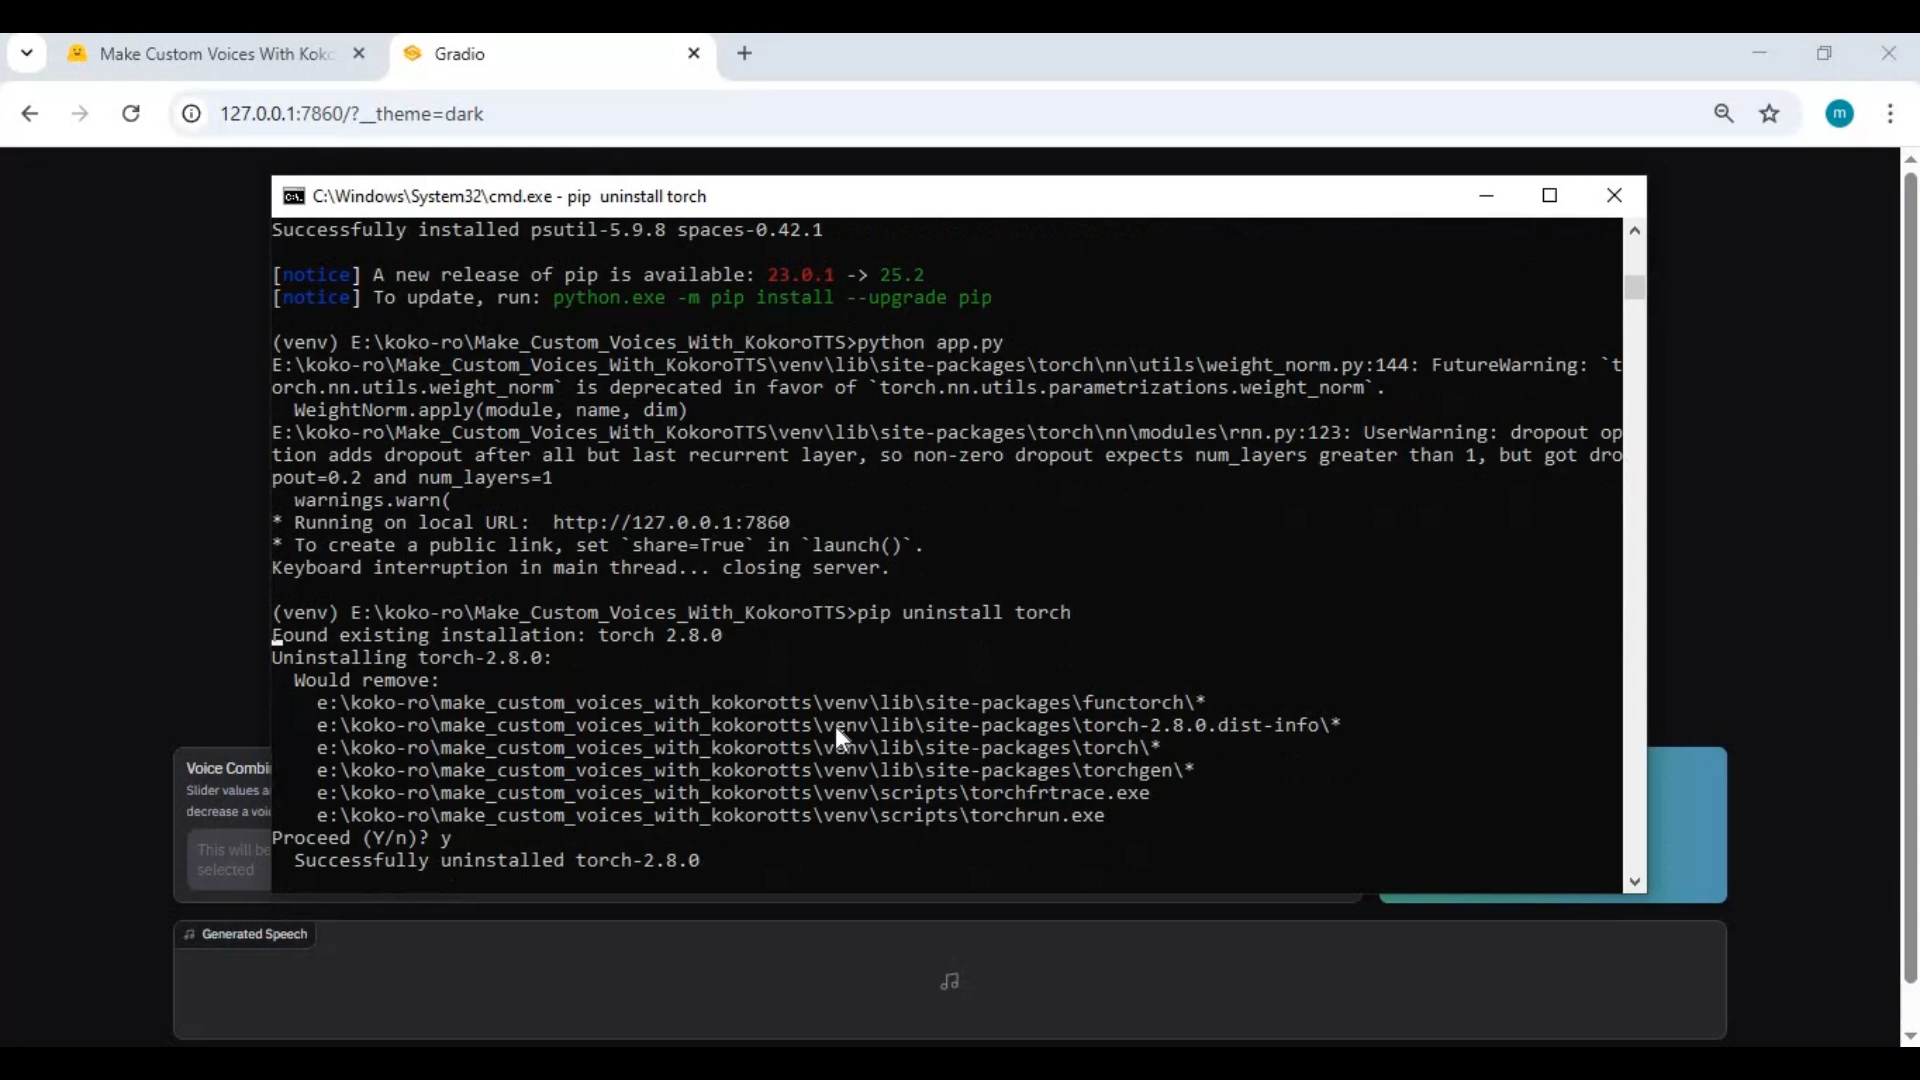 Make Custom Voices With Koko
Gradio
127.0.0.1:7860/?__theme=dark
m
C:\Windows\System32\cmd.exe - pip  uninstall torch
Successfully installed psutil-5.9.8 spaces-0.42.1
[notice] A new release of pip is available: 23.0.1 -> 25.2
[notice] To update, run: python.exe -m pip install --upgrade pip
(venv) E:\koko-ro\Make_Custom_Voices_With_KokoroTTS>python app.py
E:\koko-ro\Make_Custom_Voices_With_KokoroTTS\venv\lib\site-packages\torch\nn\utils\weight_norm.py:144: FutureWarning: `t
orch.nn.utils.weight_norm` is deprecated in favor of `torch.nn.utils.parametrizations.weight_norm`.
WeightNorm.apply(module, name, dim)
E:\koko-ro\Make_Custom_Voices_With_KokoroTTS\venv\lib\site-packages\torch\nn\modules\rnn.py:123: UserWarning: dropout op
tion adds dropout after all but last recurrent layer, so non-zero dropout expects num_layers greater than 1, but got dro
pout=0.2 and num_layers=1
warnings.warn(
* Running on local URL:  http://127.0.0.1:7860
* To create a public link, set `share=True` in `launch()`.
Keyboard interruption in main thread... closing server.
(venv) E:\koko-ro\Make_Custom_Voices_With_KokoroTTS>pip uninstall torch
Found existing installation: torch 2.8.0
Uninstalling torch-2.8.0:
Would remove:
e:\koko-ro\make_custom_voices_with_kokorotts\venv\lib\site-packages\functorch\*
e:\koko-ro\make_custom_voices_with_kokorotts\venv\lib\site-packages\torch-2.8.0.dist-info\*
e:\koko-ro\make_custom_voices_with_kokorotts\venv\lib\site-packages\torch\*
e:\koko-ro\make_custom_voices_with_kokorotts\venv\lib\site-packages\torchgen\*
e:\koko-ro\make_custom_voices_with_kokorotts\venv\scripts\torchfrtrace.exe
e:\koko-ro\make_custom_voices_with_kokorotts\venv\scripts\torchrun.exe
Proceed (Y/n)? y
Successfully uninstalled torch-2.8.0
Voice Combi
Slider values a
decrease a voi
This will be
selected
Generated Speech